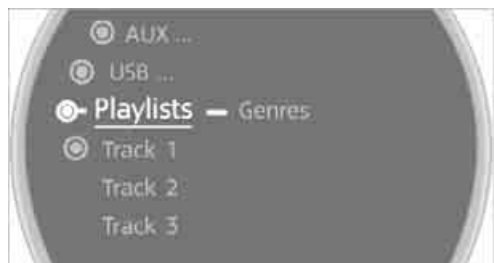 AUX ...
USB ...
Playlists – Genres
Track 1
Track 2
Track 3